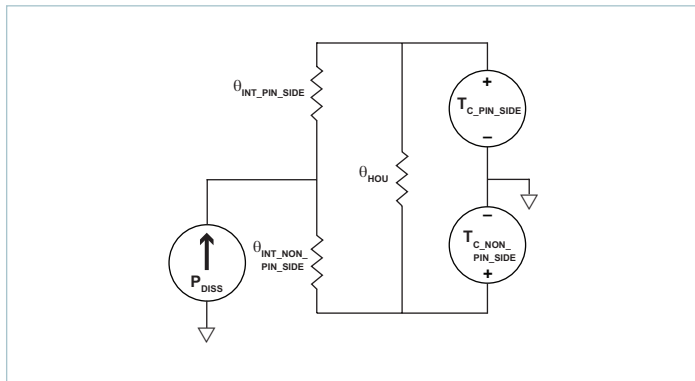 θINT_PIN_SIDE
+
TC_PIN_SIDE
−
θHOU
−
TC_NON_
PIN_SIDE
+
θINT_NON_
PIN_SIDE
PDISS